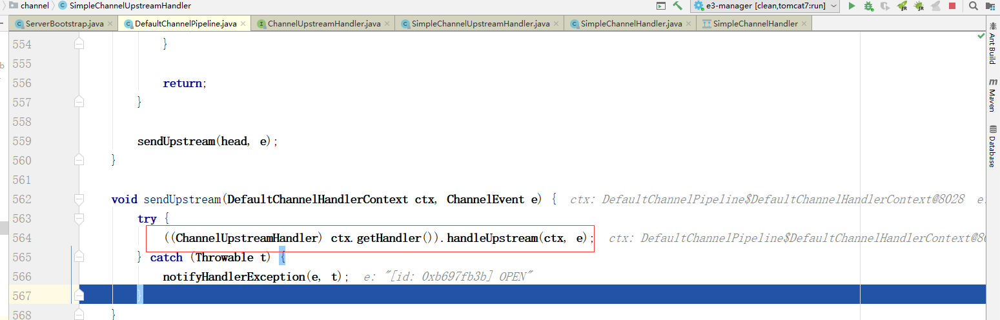 channel SimpleChannelUpstreamHandler e3-manager [clean,tomcat7:run]
ServerBootstrap.java DefaultChannelPipeline.java ChannelUpstreamHandler.java SimpleChannelUpstreamHandler.java SimpleChannelHandler.java SimpleChannelHandler
554 }
555
556 return;
557 }
558
559 sendUpstream(head, e);
560 }
561
562 void sendUpstream(DefaultChannelHandlerContext ctx, ChannelEvent e) { ctx: DefaultChannelPipeline$DefaultChannelHandlerContext@8028 e:
563 try {
564 ((ChannelUpstreamHandler) ctx.getHandler()).handleUpstream(ctx, e); ctx: DefaultChannelPipeline$DefaultChannelHandlerContext@80
565 } catch (Throwable t) {
566 notifyHandlerException(e, t); e: "[id: 0xb697fb3b] OPEN"
567 }
568 }
Ant Build
m Maven
Database